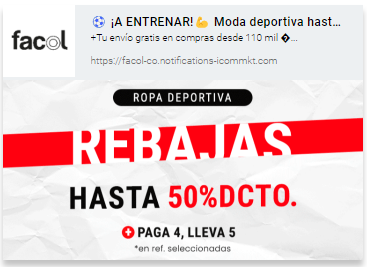 facol
⚽ ¡A ENTRENAR!💪 Moda deportiva hast...
+Tu envío gratis en compras desde 110 mil �...
https://facol-co.notifications-icommkt.com
ROPA DEPORTIVA
REBAJAS
HASTA 50%DCTO.
+ PAGA 4, LLEVA 5
*en ref. seleccionadas